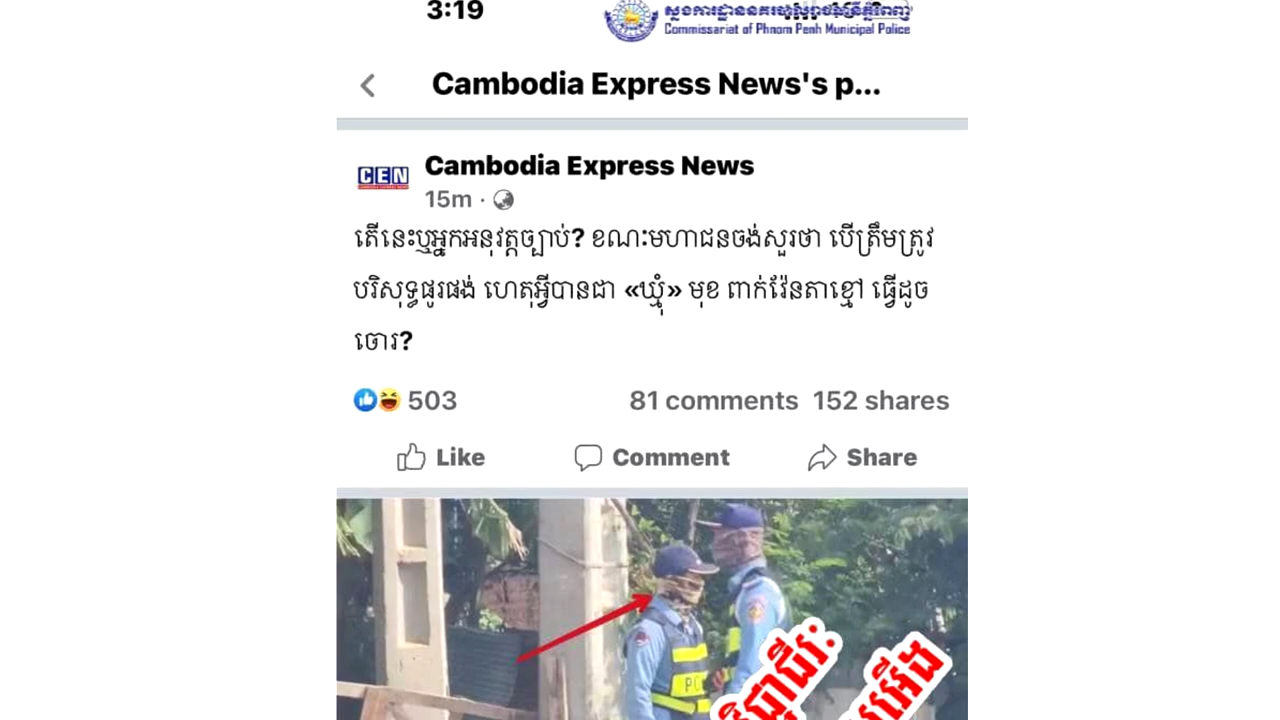 3:19
ស្នងការដ្ឋាននគរបាលរាជធានីភ្នំពេញ
Commissariat of Phnom Penh Municipal Police
Cambodia Express News's p...
CEN
Cambodia Express News
15m ·
តើនេះឬអ្នកអនុវត្តច្បាប់? ខណៈមហាជនចង់សួរថា បើត្រឹមត្រូវ
បរិសុទ្ធផូរផង់ ហេតុអ្វីបានជា «ឃ្មុំ» មុខ ពាក់វ៉ែនតាខ្មៅ ធ្វើដូច
ចោរ?
503
81 comments 152 shares
Like Comment Share